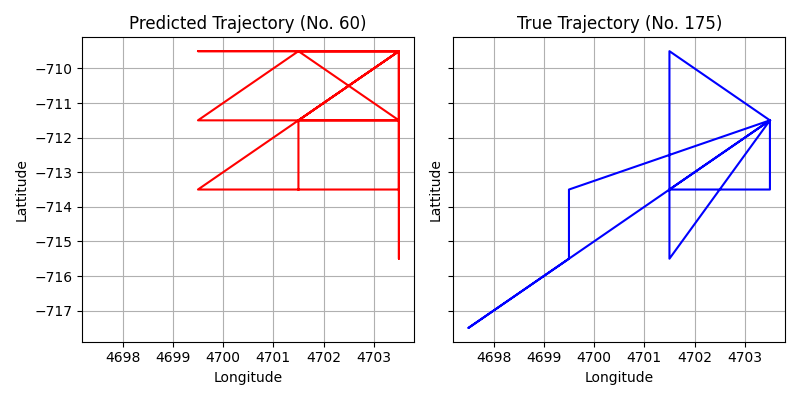 Predicted Trajectory (No. 60)
True Trajectory (No. 175)
Lattitude
−710
−711
−712
−713
−714
−715
−716
−717
4698 4699 4700 4701 4702 4703
Longitude
Lattitude
4698 4699 4700 4701 4702 4703
Longitude